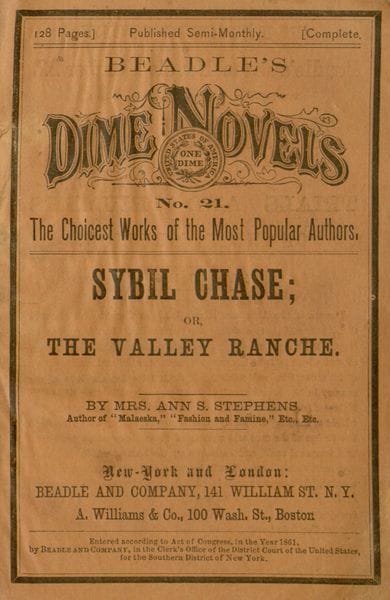 128 Pages.] Published Semi-Monthly. [Complete.
BEADLE'S
DIME NOVELS
UNITED STATES OF AMERICA
ONE
DIME
No. 21.
The Choicest Works of the Most Popular Authors.
SYBIL CHASE;
OR,
THE VALLEY RANCHE.
BY MRS. ANN S. STEPHENS.
Author of "Malaeska," "Fashion and Famine," Etc., Etc.
New-York and London:
BEADLE AND COMPANY, 141 WILLIAM ST. N. Y.
A. Williams & Co., 100 Wash. St., Boston
Entered according to Act of Congress, in the Year 1861,
by BEADLE AND COMPANY, in the Clerk's Office of the District Court of the United States,
for the Southern District of New York.